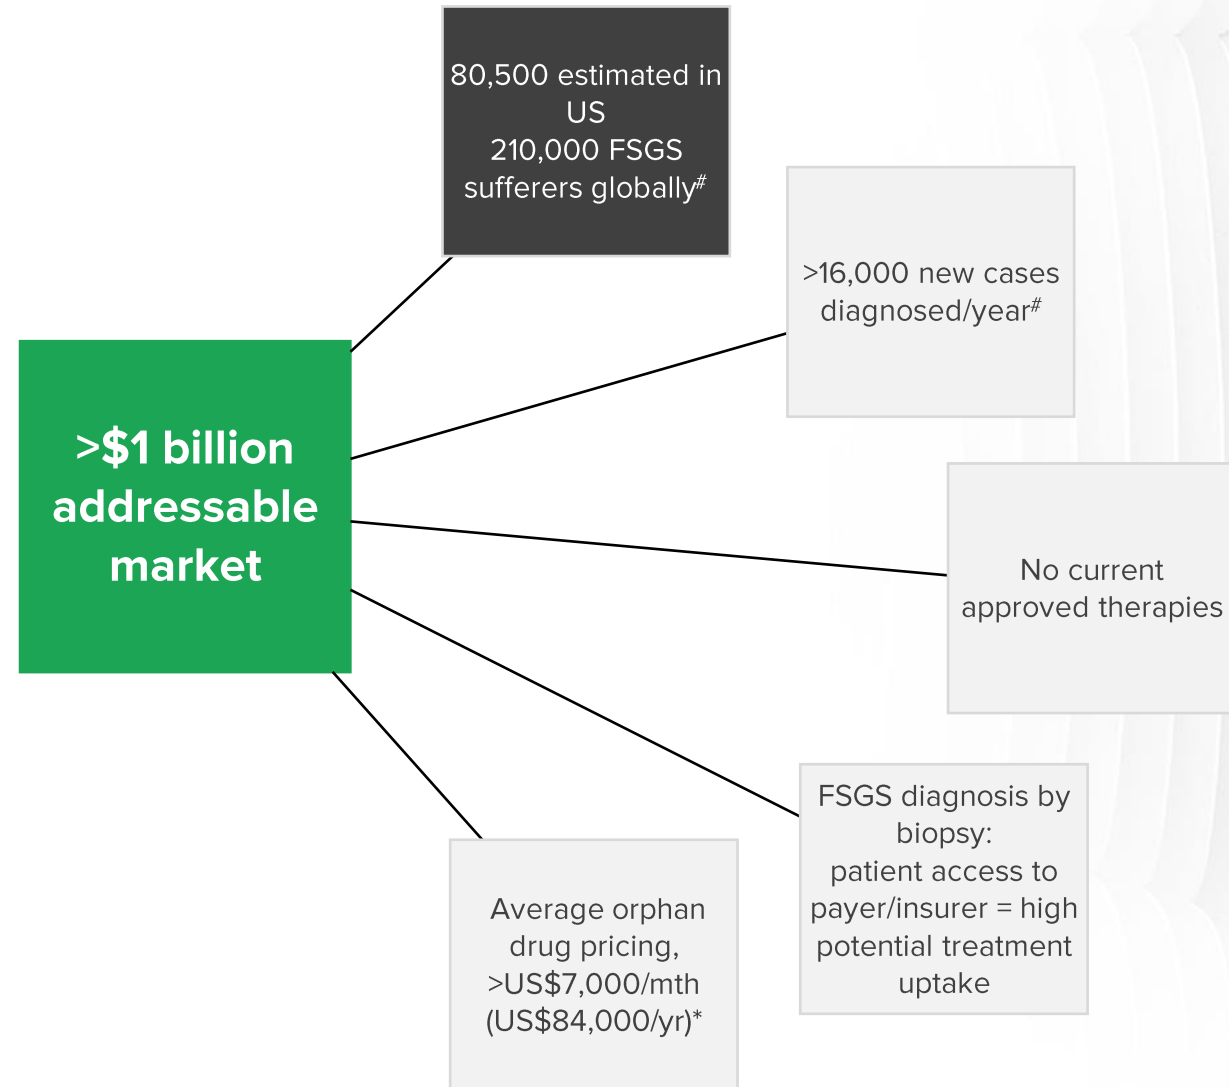 80,500 estimated in
US
210,000 FSGS
sufferers globally#
>16,000 new cases
diagnosed/year#
>$1 billion
addressable
market
No current
approved therapies
FSGS diagnosis by
biopsy:
patient access to
payer/insurer = high
potential treatment
uptake
Average orphan
drug pricing,
>US$7,000/mth
(US$84,000/yr)*